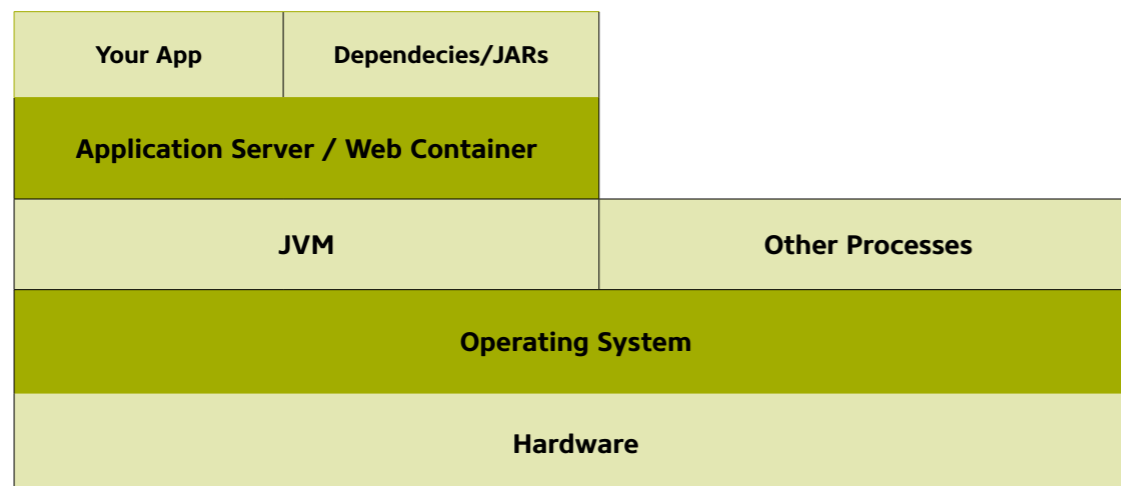 Your App
Dependecies/JARs
Application Server / Web Container
JVM
Other Processes
Operating System
Hardware